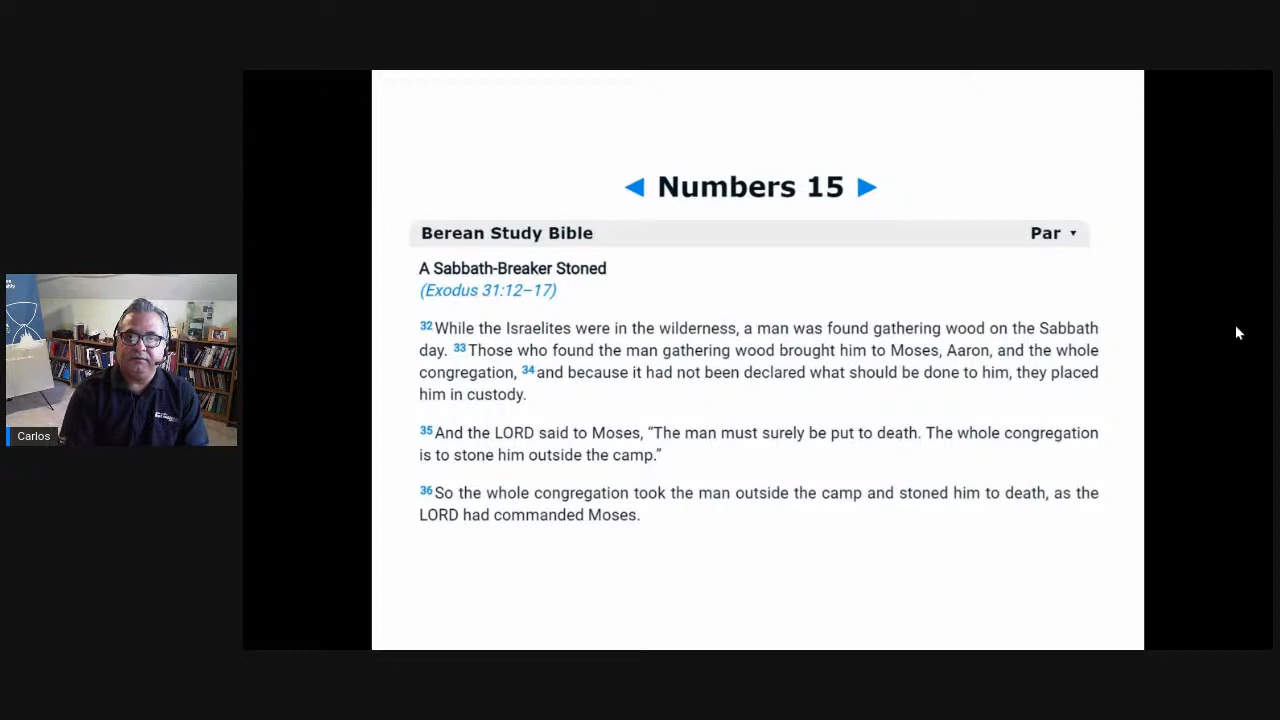 Numbers 15
Berean Study Bible
Par
A Sabbath-Breaker Stoned
(Exodus 31:12–17)
32 While the Israelites were in the wilderness, a man was found gathering wood on the Sabbath
day. 33 Those who found the man gathering wood brought him to Moses, Aaron, and the whole
congregation, 34 and because it had not been declared what should be done to him, they placed
him in custody.
35 And the LORD said to Moses, “The man must surely be put to death. The whole congregation
is to stone him outside the camp.”
36 So the whole congregation took the man outside the camp and stoned him to death, as the
LORD had commanded Moses.
Carlos